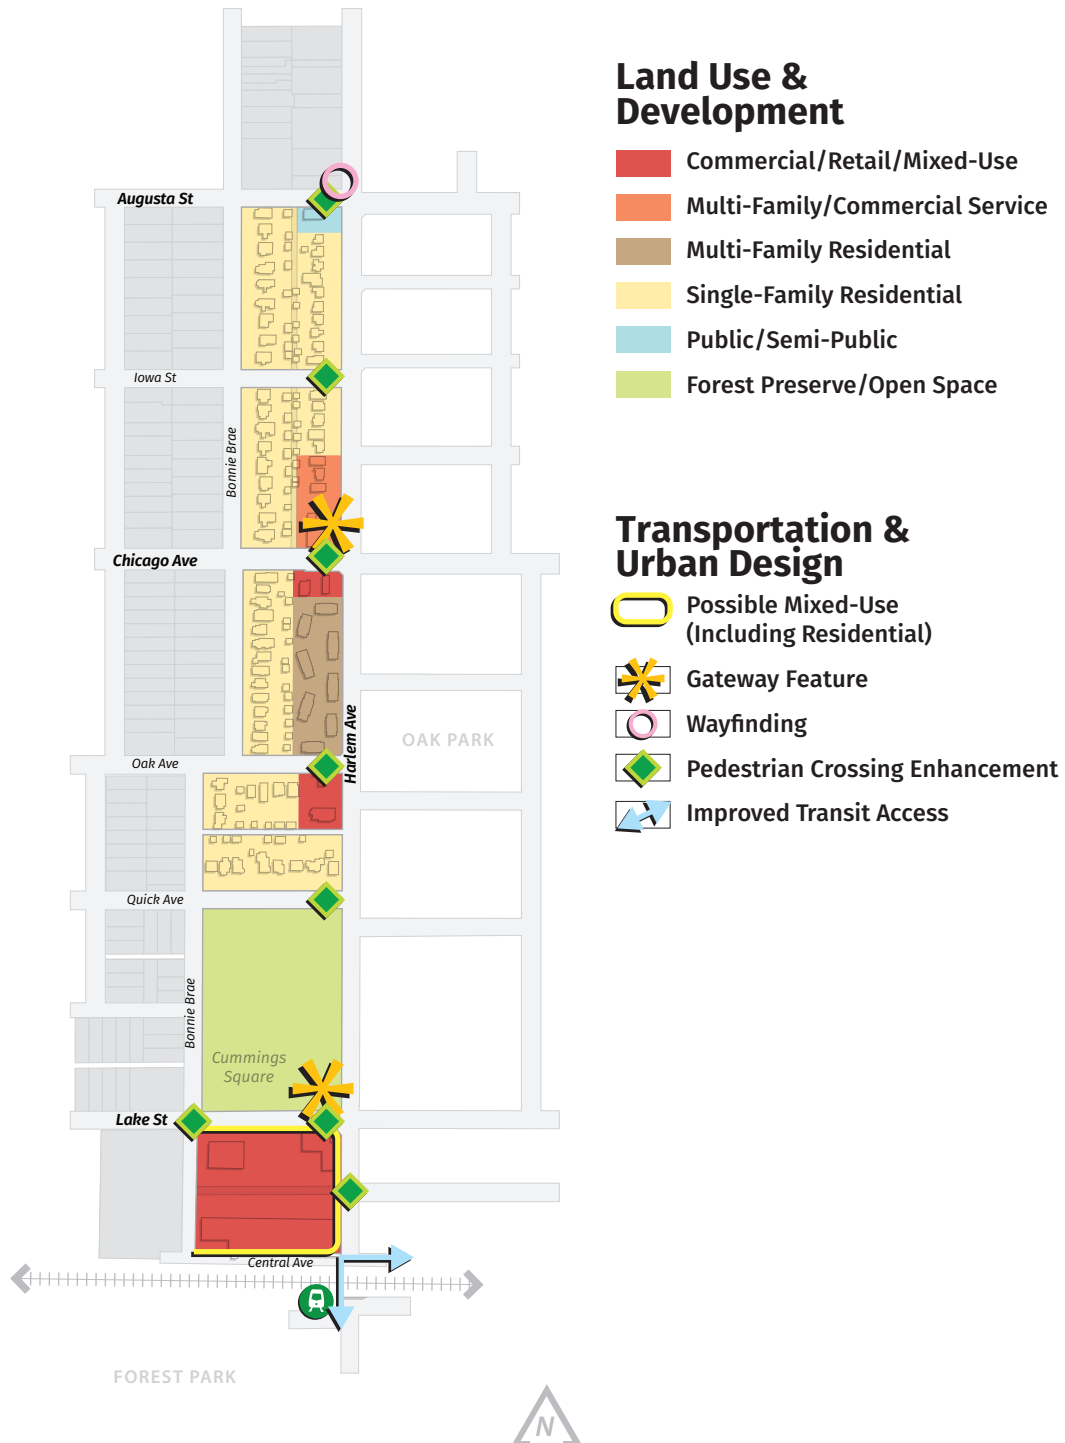 Land Use &
Development
Commercial/Retail/Mixed-Use
Multi-Family/Commercial Service
Multi-Family Residential
Single-Family Residential
Public/Semi-Public
Forest Preserve/Open Space
Transportation &
Urban Design
Possible Mixed-Use
(Including Residential)
Gateway Feature
Wayfinding
Pedestrian Crossing Enhancement
Improved Transit Access
Augusta St
Iowa St
Bonnie Brae
Chicago Ave
Harlem Ave
OAK PARK
Oak Ave
Quick Ave
Bonnie Brae
Cummings
Square
Lake St
Central Ave
FOREST PARK
N